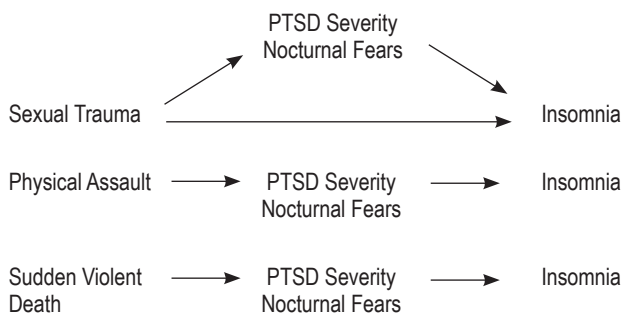 PTSD Severity
Nocturnal Fears
Sexual Trauma
Insomnia
Physical Assault
PTSD Severity
Nocturnal Fears
Insomnia
Sudden Violent
Death
PTSD Severity
Nocturnal Fears
Insomnia